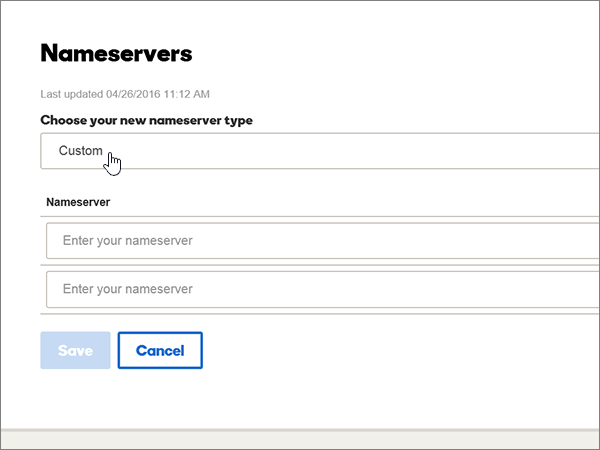 Nameservers
Last updated 04/26/2016 11:12 AM
Choose your new nameserver type
Custom
Nameserver
Enter your nameserver
Enter your nameserver
Save Cancel